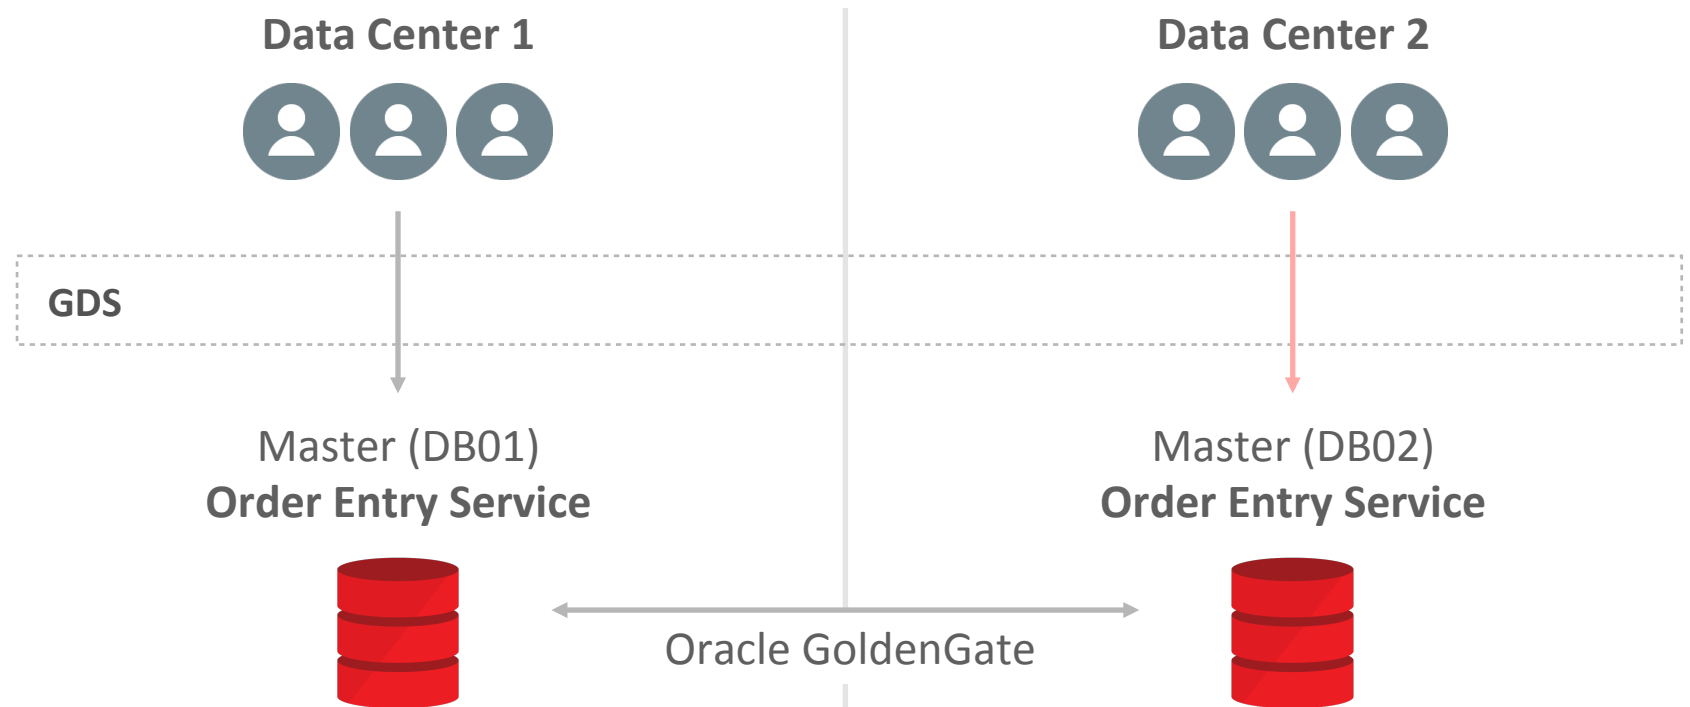 Data Center 1
Data Center 2
GDS
Master (DB01)
Order Entry Service
Master (DB02)
Order Entry Service
Oracle GoldenGate